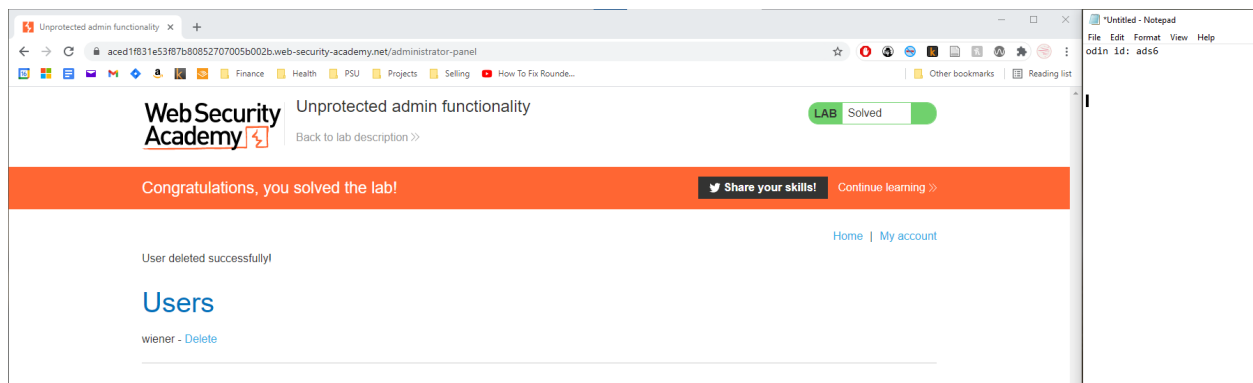 Unprotected admin functionality
*Untitled - Notepad
File Edit Format View Help
odin id: ads6
aced1f831e53f87b80852707005b002b.web-security-academy.net/administrator-panel
Finance Health PSU Projects Selling How To Fix Rounde... Other bookmarks Reading list
Web Security
Academy
Unprotected admin functionality
Back to lab description
LAB Solved
Congratulations, you solved the lab!
Share your skills!
Continue learning
Home | My account
User deleted successfully!
Users
wiener - Delete